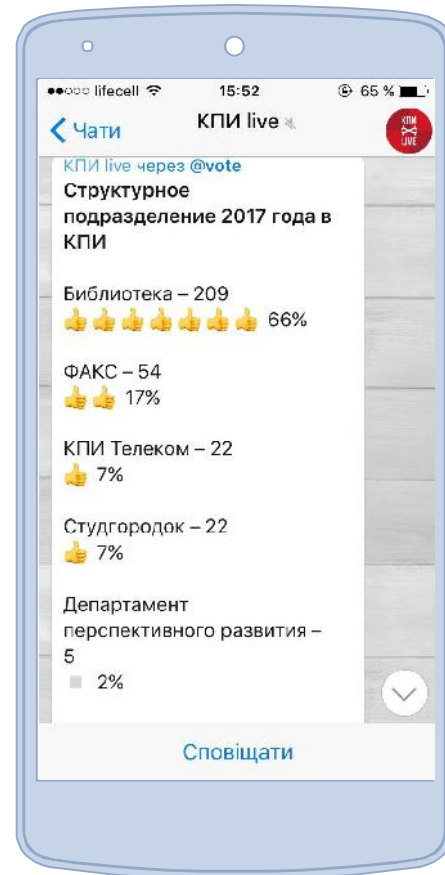 lifecell 15:52 65 %
Чати КПИ live
КПИ LIVE
КПИ live через @vote
Структурное
подразделение 2017 года в
КПИ
Библиотека – 209
66%
ФАКС – 54
17%
КПИ Телеком – 22
7%
Студгородок – 22
7%
Департамент
перспективного развития –
5
2%
Сповіщати